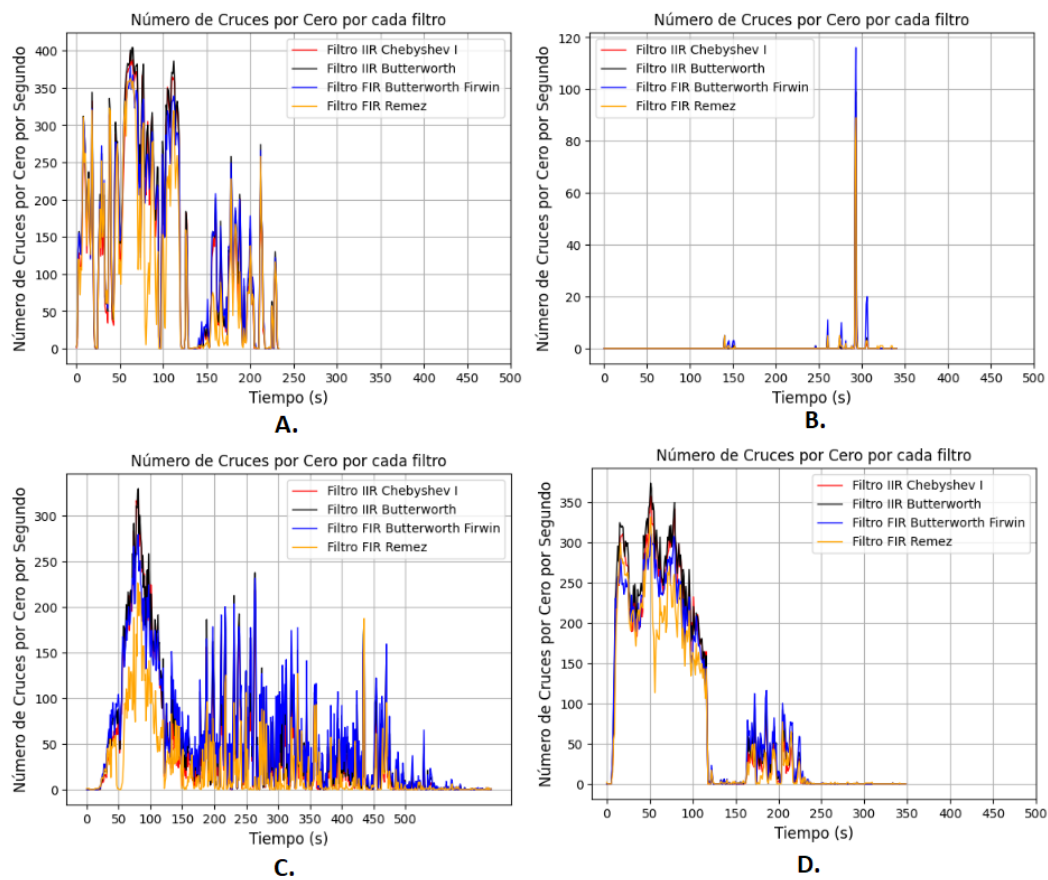 Número de Cruces por Cero por cada filtro
Número de Cruces por Cero por Segundo
400
350
300
250
200
150
100
50
0
Filtro IIR Chebyshev I
Filtro IIR Butterworth
Filtro FIR Butterworth Firwin
Filtro FIR Remez
0 50 100 150 200 250 300 350 400 450 500
Tiempo (s)
A.
Número de Cruces por Cero por cada filtro
Número de Cruces por Cero por Segundo
120
100
80
60
40
20
0
Filtro IIR Chebyshev I
Filtro IIR Butterworth
Filtro FIR Butterworth Firwin
Filtro FIR Remez
0 50 100 150 200 250 300 350 400 450 500
Tiempo (s)
B.
Número de Cruces por Cero por cada filtro
Número de Cruces por Cero por Segundo
300
250
200
150
100
50
0
Filtro IIR Chebyshev I
Filtro IIR Butterworth
Filtro FIR Butterworth Firwin
Filtro FIR Remez
0 50 100 150 200 250 300 350 400 450 500
Tiempo (s)
C.
Número de Cruces por Cero por cada filtro
Número de Cruces por Cero por Segundo
350
300
250
200
150
100
50
0
Filtro IIR Chebyshev I
Filtro IIR Butterworth
Filtro FIR Butterworth Firwin
Filtro FIR Remez
0 50 100 150 200 250 300 350 400 450 500
Tiempo (s)
D.